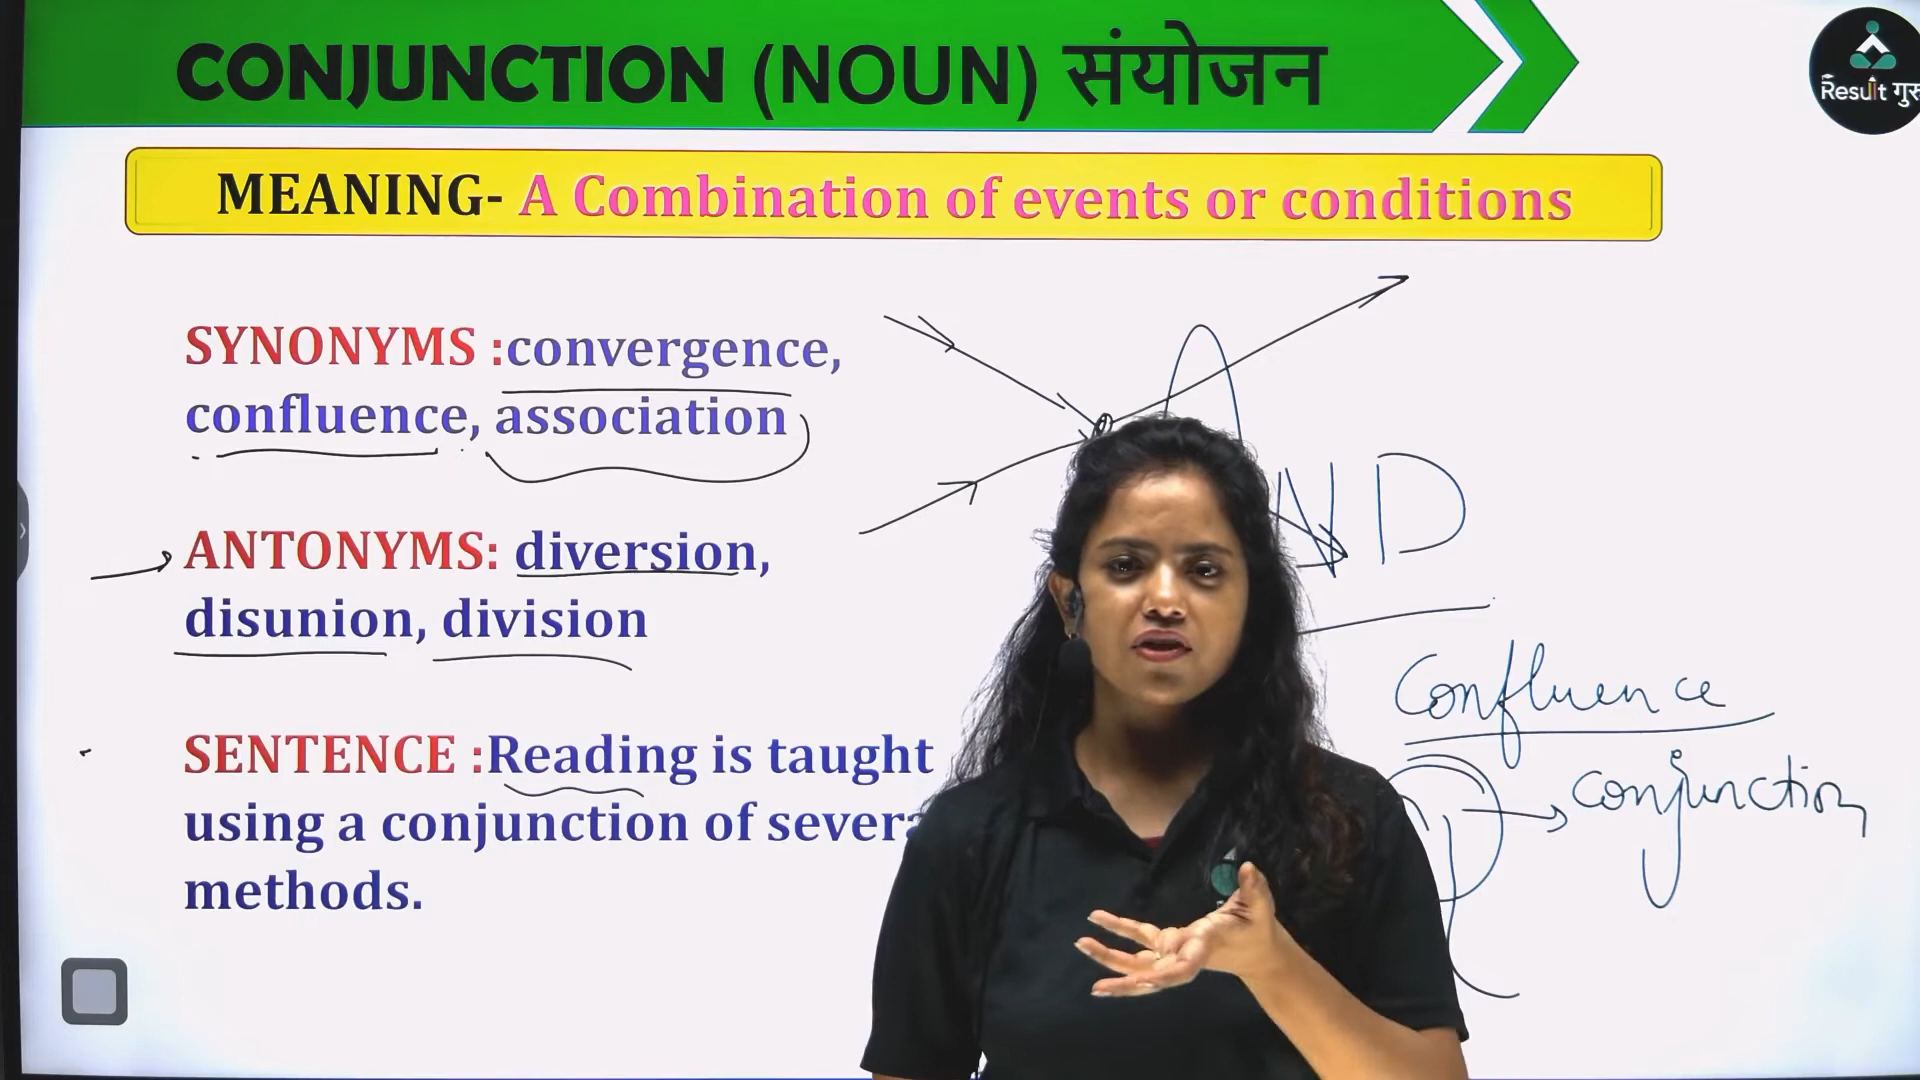 CONJUNCTION (NOUN) संयोजन
Result गुरु
MEANING- A Combination of events or conditions
SYNONYMS :convergence,
confluence, association
ANTONYMS: diversion,
disunion, division
SENTENCE :Reading is taught
using a conjunction of
methods.
ND
Confluence
conjunction